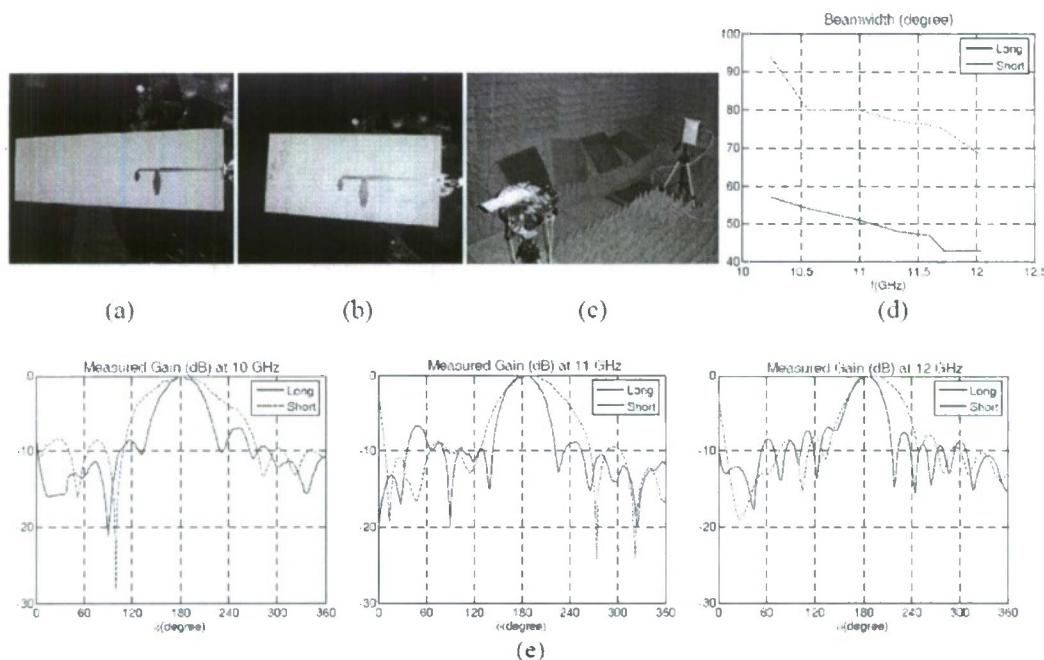 Beamwidth (degree)
100
90
80
70
60
50
40
10
10.5
11
11.5
12
12.5
Long
Short
f(GHz)
(a)
(b)
(c)
(d)
Measured Gain (dB) at 10 GHz
Long
Short
0
-10
-20
-30
0
60
120
180
240
300
360
(degree)
Measured Gain (dB) at 11 GHz
Long
Short
0
-10
-20
-30
0
60
120
180
240
300
360
(degree)
Measured Gain (dB) at 12 GHz
Long
Short
0
-10
-20
-30
0
60
120
180
240
300
360
(degree)
(e)